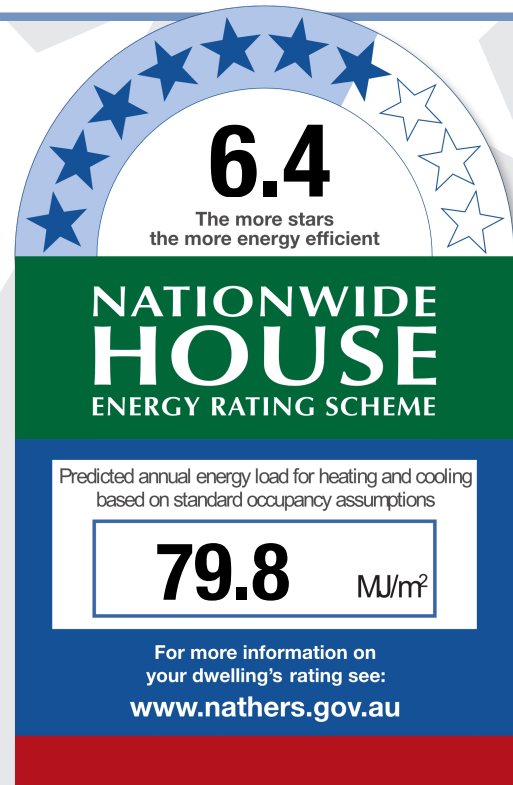 6.4
The more stars
the more energy efficient
NATIONWIDE
HOUSE
ENERGY RATING SCHEME
Predicted annual energy load for heating and cooling
based on standard occupancy assumptions
79.8 MJ/m²
For more information on
your dwelling's rating see:
www.nathers.gov.au